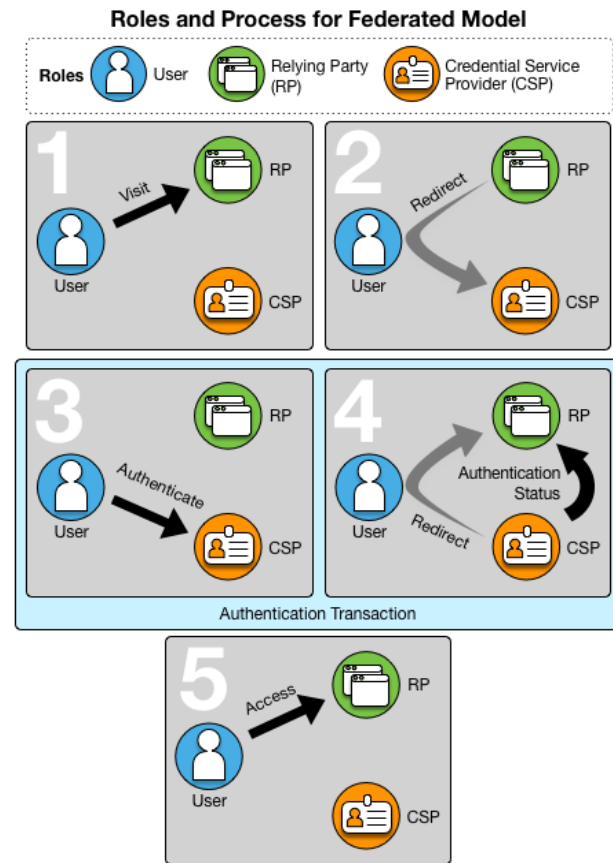 Roles and Process for Federated Model
Roles
User
Relying Party
(RP)
Credential Service
Provider (CSP)
1
Visit
RP
User
CSP
2
Redirect
RP
User
CSP
3
RP
Authenticate
User
CSP
4
RP
Authentication
Status
User
Redirect
CSP
Authentication Transaction
5
Access
RP
User
CSP